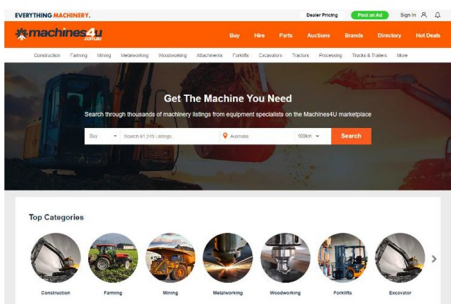 EVERYTHING MACHINERY.
Dealer Pricing
Post an Ad
Sign In
machines4u
.com.au
Buy Hire Parts Auctions Brands Directory Hot Deals
Construction Farming Mining Metalworking Woodworking Attachments Forklifts Excavators Tractors Processing Trucks & Trailers More
Get The Machine You Need
Search through thousands of machinery listings from equipment specialists on the Machines4U marketplace
Buy
listings
Australia
100km
Search
Top Categories
Construction Farming Mining Metalworking Woodworking Forklifts Excavator